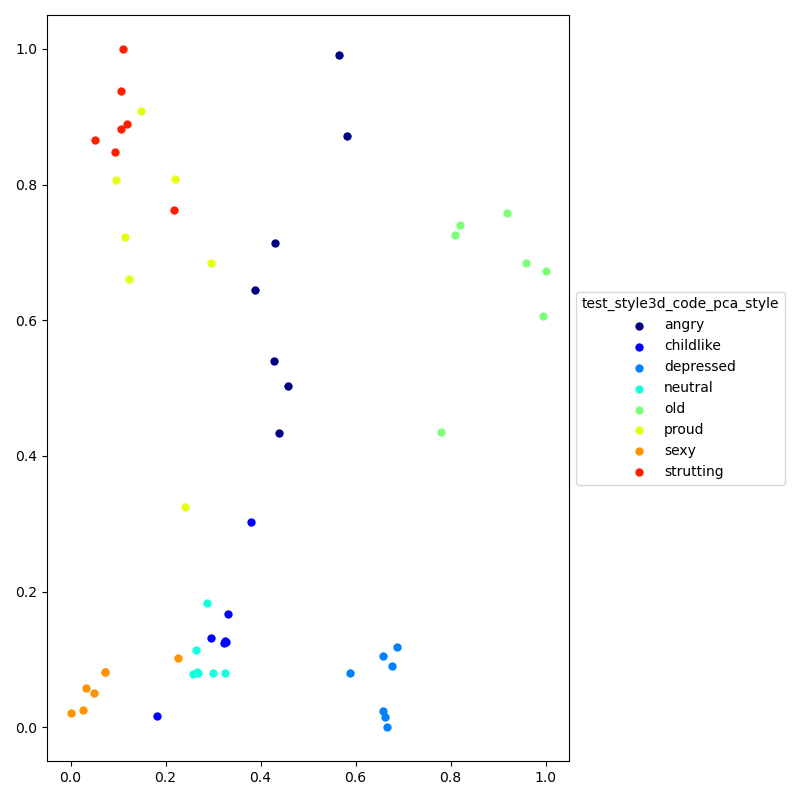 1.0
0.8
0.6
0.4
0.2
0.0
0.0 0.2 0.4 0.6 0.8 1.0
test_style3d_code_pca_style
angry
childlike
depressed
neutral
old
proud
sexy
strutting